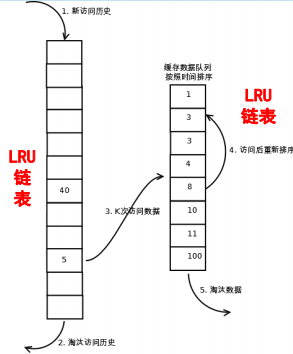 1. 新访问历史
缓存数据队列
按照时间排序
LRU
链
表
40
5
2. 淘汰访问历史
3. K次访问数据
1
3
3
4
8
10
11
100
LRU
链表
4. 访问后重新排序
5. 淘汰数据